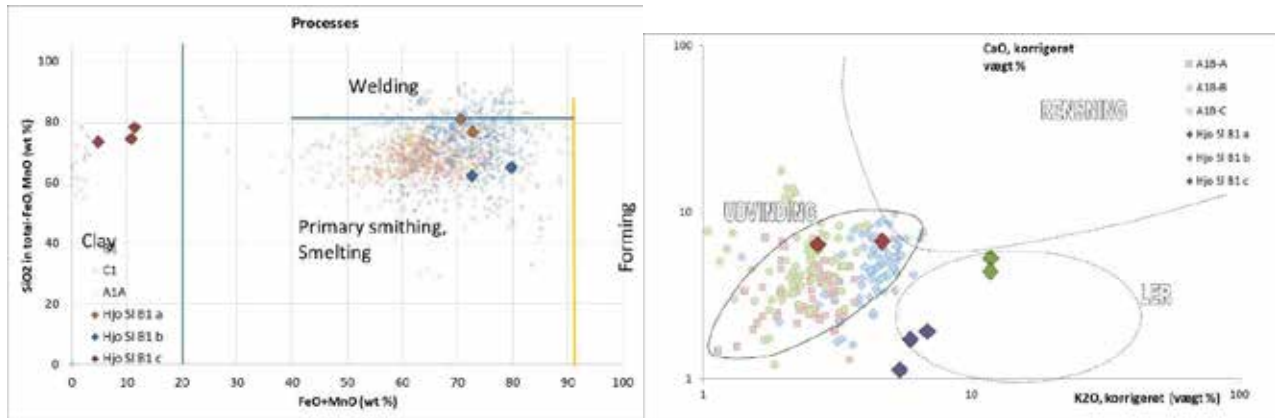 Processes
SiO2 in total-FeO, MnO (wt %)
100
80
60
40
20
0
Welding
Primary smithing,
Smelting
Clay
Forming
C1
A1A
Hjo Sl B1 a
Hjo Sl B1 b
Hjo Sl B1 c
0
10
20
30
40
50
60
70
80
90
100
FeO+MnO (wt %)
100
10
1
CaO, korrigeret
vægt %
A1B-A
A1B-B
A1B-C
Hjo Sl B1 a
Hjo Sl B1 b
Hjo Sl B1 c
RENSNING
UDVINDING
LER
1
10
100
K2O, korrigeret (vægt %)